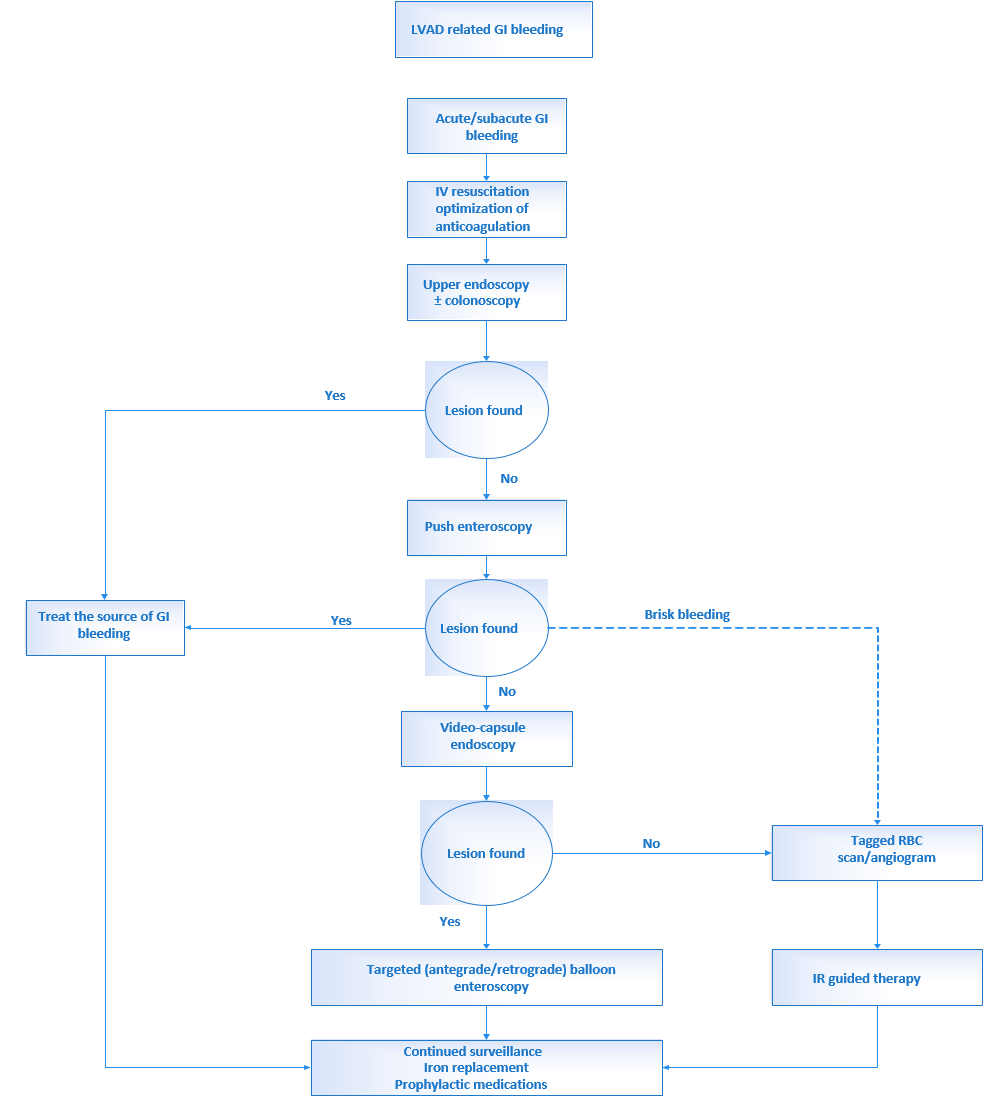 LVAD related GI bleeding
Acute/subacute GI
bleeding
IV resuscitation
optimization of
anticoagulation
Upper endoscopy
± colonoscopy
Lesion found
Yes
No
Push enteroscopy
Lesion found
Yes
Brisk bleeding
Treat the source of GI
bleeding
No
Video-capsule
endoscopy
Lesion found
No
Tagged RBC
scan/angiogram
Yes
Targeted (antegrade/retrograde) balloon
enteroscopy
IR guided therapy
Continued surveillance
Iron replacement
Prophylactic medications